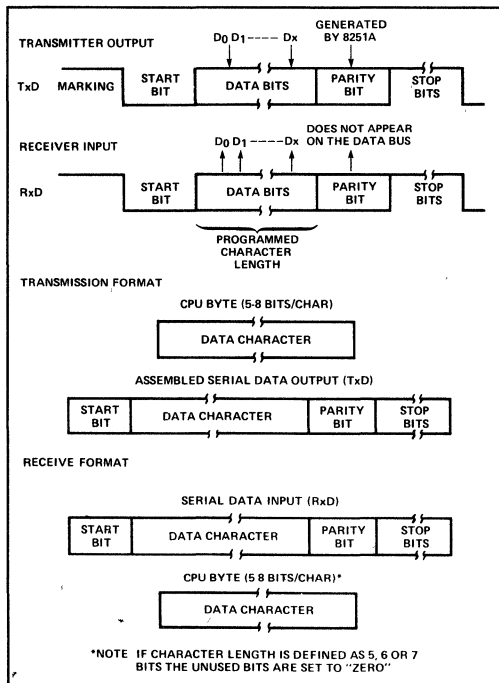 GENERATED
BY 8251A
TRANSMITTER OUTPUT
D0 D1 ---- Dx
TxD MARKING
START
BIT
DATA BITS
PARITY
BIT
STOP
BITS
DOES NOT APPEAR
ON THE DATA BUS
RECEIVER INPUT
D0 D1 ---- Dx
RxD
START
BIT
DATA BITS
PARITY
BIT
STOP
BITS
PROGRAMMED
CHARACTER
LENGTH
TRANSMISSION FORMAT
CPU BYTE (5-8 BITS/CHAR)
DATA CHARACTER
ASSEMBLED SERIAL DATA OUTPUT (TxD)
START
BIT
DATA CHARACTER
PARITY
BIT
STOP
BITS
RECEIVE FORMAT
SERIAL DATA INPUT (RxD)
START
BIT
DATA CHARACTER
PARITY
BIT
STOP
BITS
CPU BYTE (5 8 BITS/CHAR)*
DATA CHARACTER
*NOTE IF CHARACTER LENGTH IS DEFINED AS 5, 6 OR 7
BITS THE UNUSED BITS ARE SET TO "ZERO"